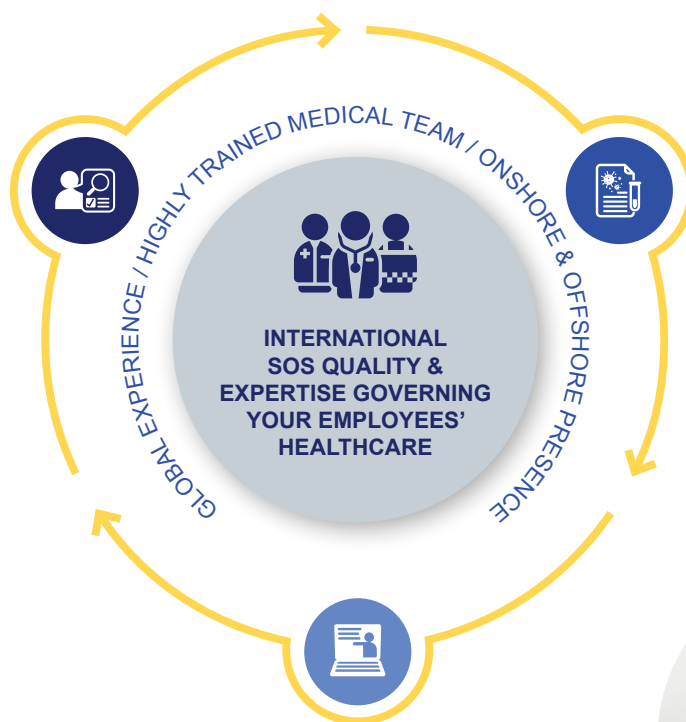 GLOBAL EXPERIENCE / HIGHLY TRAINED MEDICAL TEAM / ONSHORE & OFFSHORE PRESENCE
INTERNATIONAL
SOS QUALITY &
EXPERTISE GOVERNING
YOUR EMPLOYEES’
HEALTHCARE